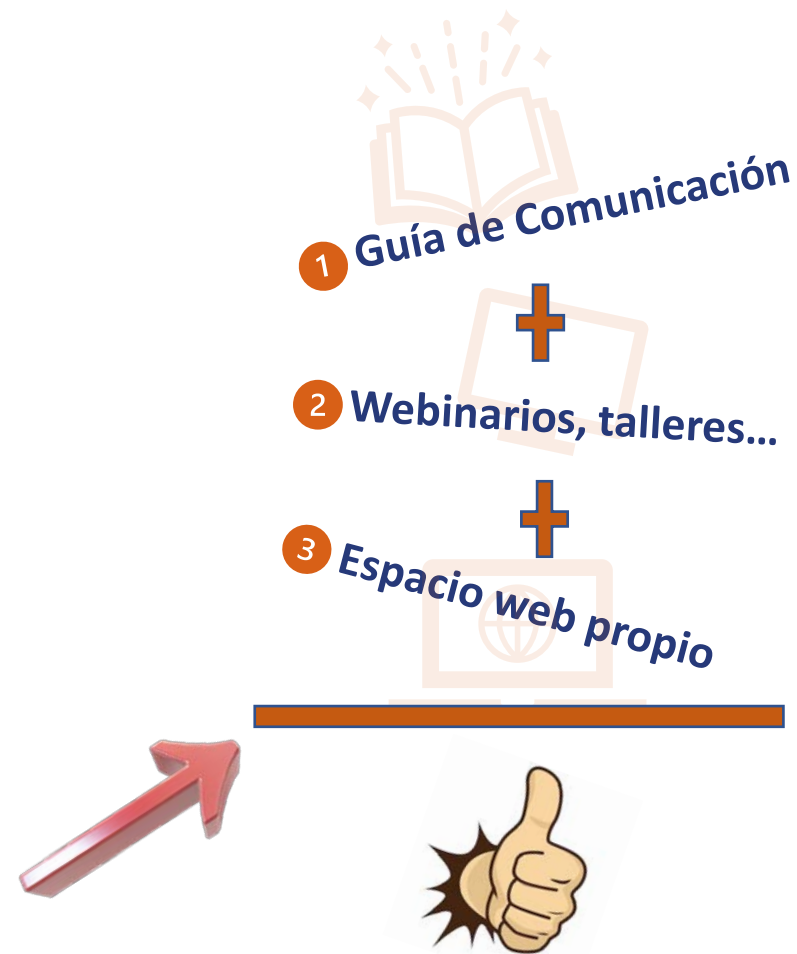 1 Guía de Comunicación
2 Webinarios, talleres...
3 Espacio web propio